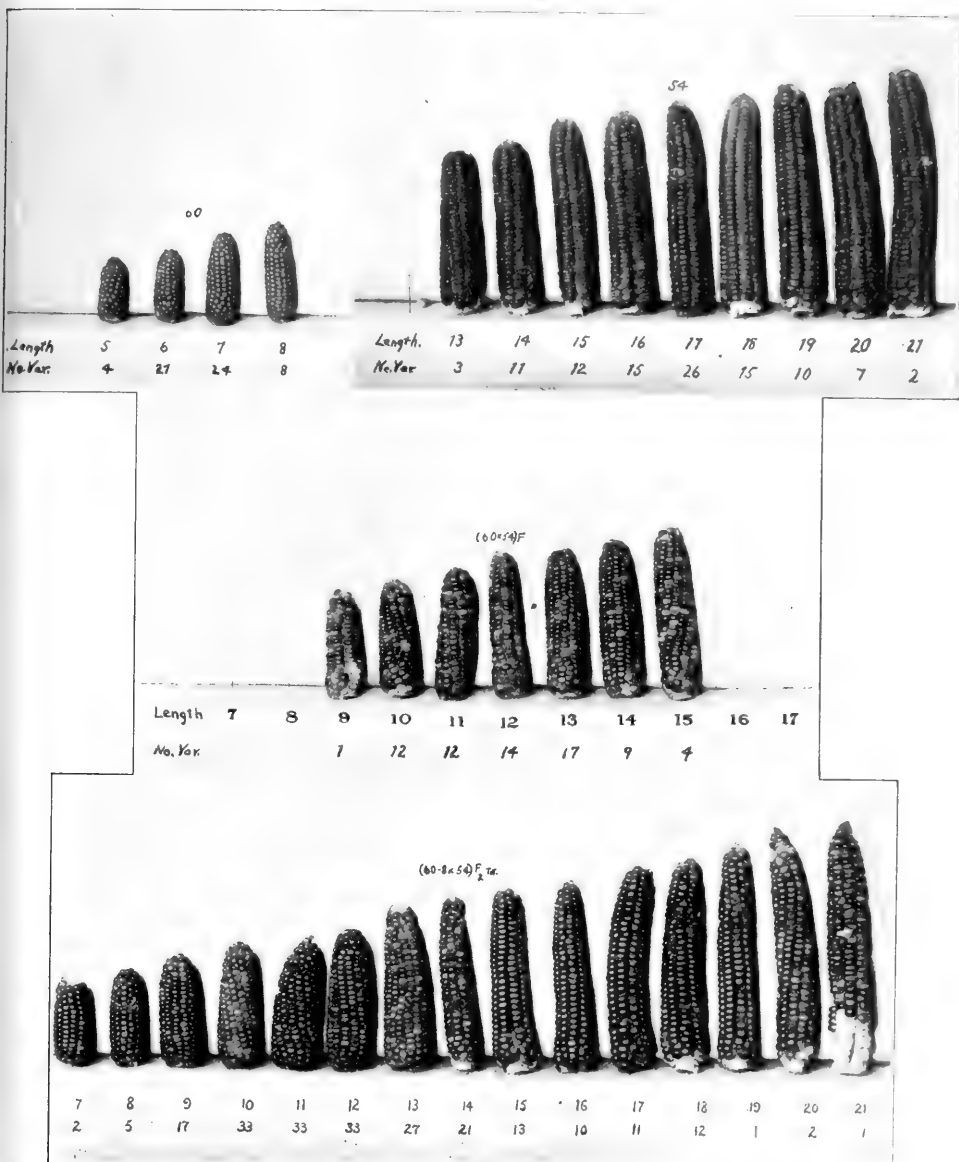 60
.Length 5 6 7 8
No. Var. 4 27 24 8
54
Length. 13 14 15 16 17 18 19 20 21
No. Var 3 11 12 15 26 15 10 7 2
(60×54)F
Length 7 8 9 10 11 12 13 14 15 16 17
No. Var. 1 12 12 14 17 9 4
(60-8×54)F2
7 8 9 10 11 12 13 14 15 16 17 18 19 20 21
2 5 17 33 33 33 27 21 13 10 11 12 1 2 1